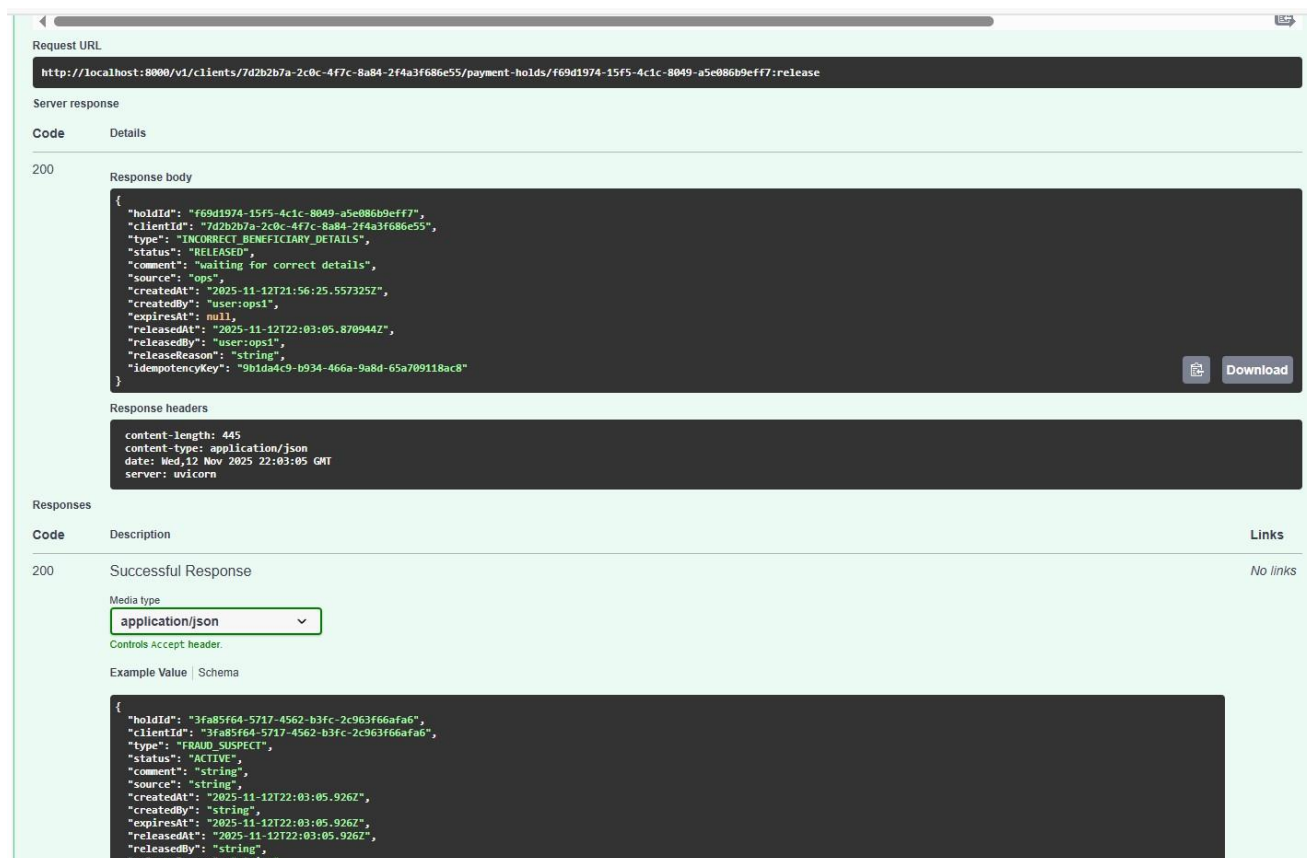 Request URL
http://localhost:8000/v1/clients/7d2b2b7a-2c0c-4f7c-8a84-2f4a3f686e55/payment-holds/f69d1974-15f5-4c1c-8049-a5e086b9eff7:release
Server response
Code Details
200
Response body
{
"holdId": "f69d1974-15f5-4c1c-8049-a5e086b9eff7",
"clientId": "7d2b2b7a-2c0c-4f7c-8a84-2f4a3f686e55",
"type": "INCORRECT_BENEFICIARY_DETAILS",
"status": "RELEASED",
"comment": "waiting for correct details",
"source": "ops",
"createdAt": "2025-11-12T21:56:25.557325Z",
"createdBy": "user:ops1",
"expiresAt": null,
"releasedAt": "2025-11-12T22:03:05.870944Z",
"releasedBy": "user:ops1",
"releaseReason": "string",
"idempotencyKey": "9b1da4c9-b934-466a-9a8d-65a709118ac8"
}
Download
Response headers
content-length: 445
content-type: application/json
date: Wed,12 Nov 2025 22:03:05 GMT
server: uvicorn
Responses
Code Description Links
200 Successful Response No links
Media type
application/json
Controls Accept header.
Example Value Schema
{
"holdId": "3fa85f64-5717-4562-b3fc-2c963f66afa6",
"clientId": "3fa85f64-5717-4562-b3fc-2c963f66afa6",
"type": "FRAUD_SUSPECT",
"status": "ACTIVE",
"comment": "string",
"source": "string",
"createdAt": "2025-11-12T22:03:05.926Z",
"createdBy": "string",
"expiresAt": "2025-11-12T22:03:05.926Z",
"releasedAt": "2025-11-12T22:03:05.926Z",
"releasedBy": "string",